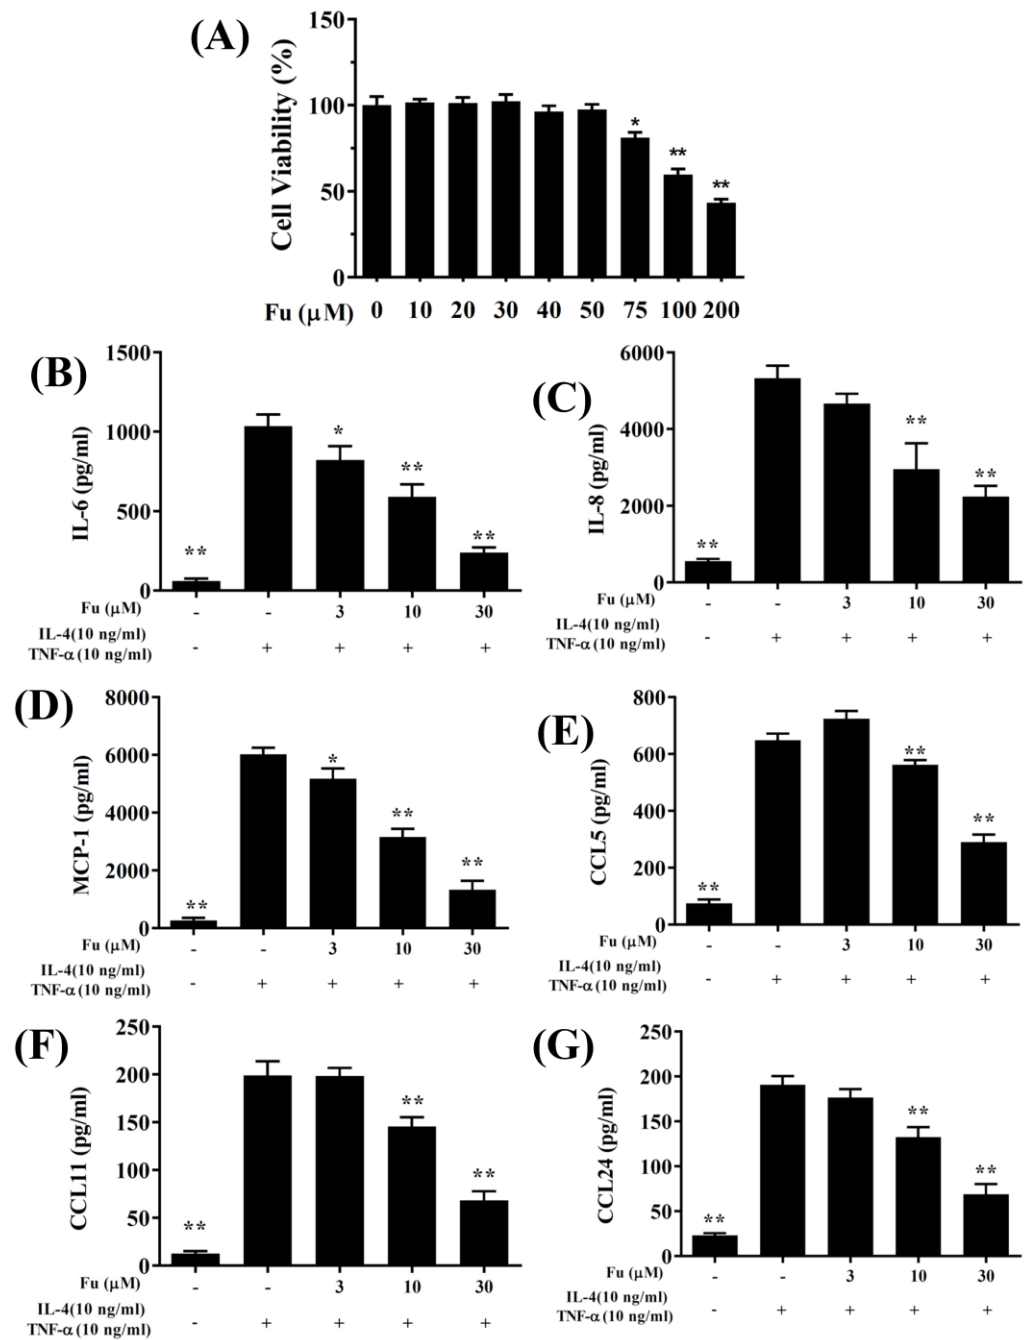 (A)
Cell Viability (%)
150
100
50
0
*
**
**
Fu (μM) 0 10 20 30 40 50 75 100 200
(B)
IL-6 (pg/ml)
1500
1000
500
0
**
*
**
**
Fu (μM) - - 3 10 30
IL-4(10 ng/ml)
TNF-α (10 ng/ml) - + + + +
(C)
IL-8 (pg/ml)
6000
4000
2000
0
**
**
**
Fu (μM) - - 3 10 30
IL-4(10 ng/ml)
TNF-α (10 ng/ml) - + + + +
(D)
MCP-1 (pg/ml)
8000
6000
4000
2000
0
**
*
**
**
Fu (μM) - - 3 10 30
IL-4(10 ng/ml)
TNF-α (10 ng/ml) - + + + +
(E)
CCL5 (pg/ml)
800
600
400
200
0
**
**
**
Fu (μM) - - 3 10 30
IL-4(10 ng/ml)
TNF-α (10 ng/ml) - + + + +
(F)
CCL11 (pg/ml)
250
200
150
100
50
0
**
**
**
Fu (μM) - - 3 10 30
IL-4(10 ng/ml)
TNF-α (10 ng/ml) - + + + +
(G)
CCL24 (pg/ml)
250
200
150
100
50
0
**
**
**
Fu (μM) - - 3 10 30
IL-4(10 ng/ml)
TNF-α (10 ng/ml) - + + + +